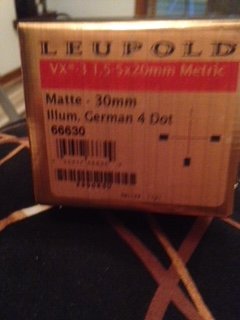 LEUPOLD
VX®-3 1.5-5x20mm Metric
Matte - 30mm
Illum. German 4 Dot
66630